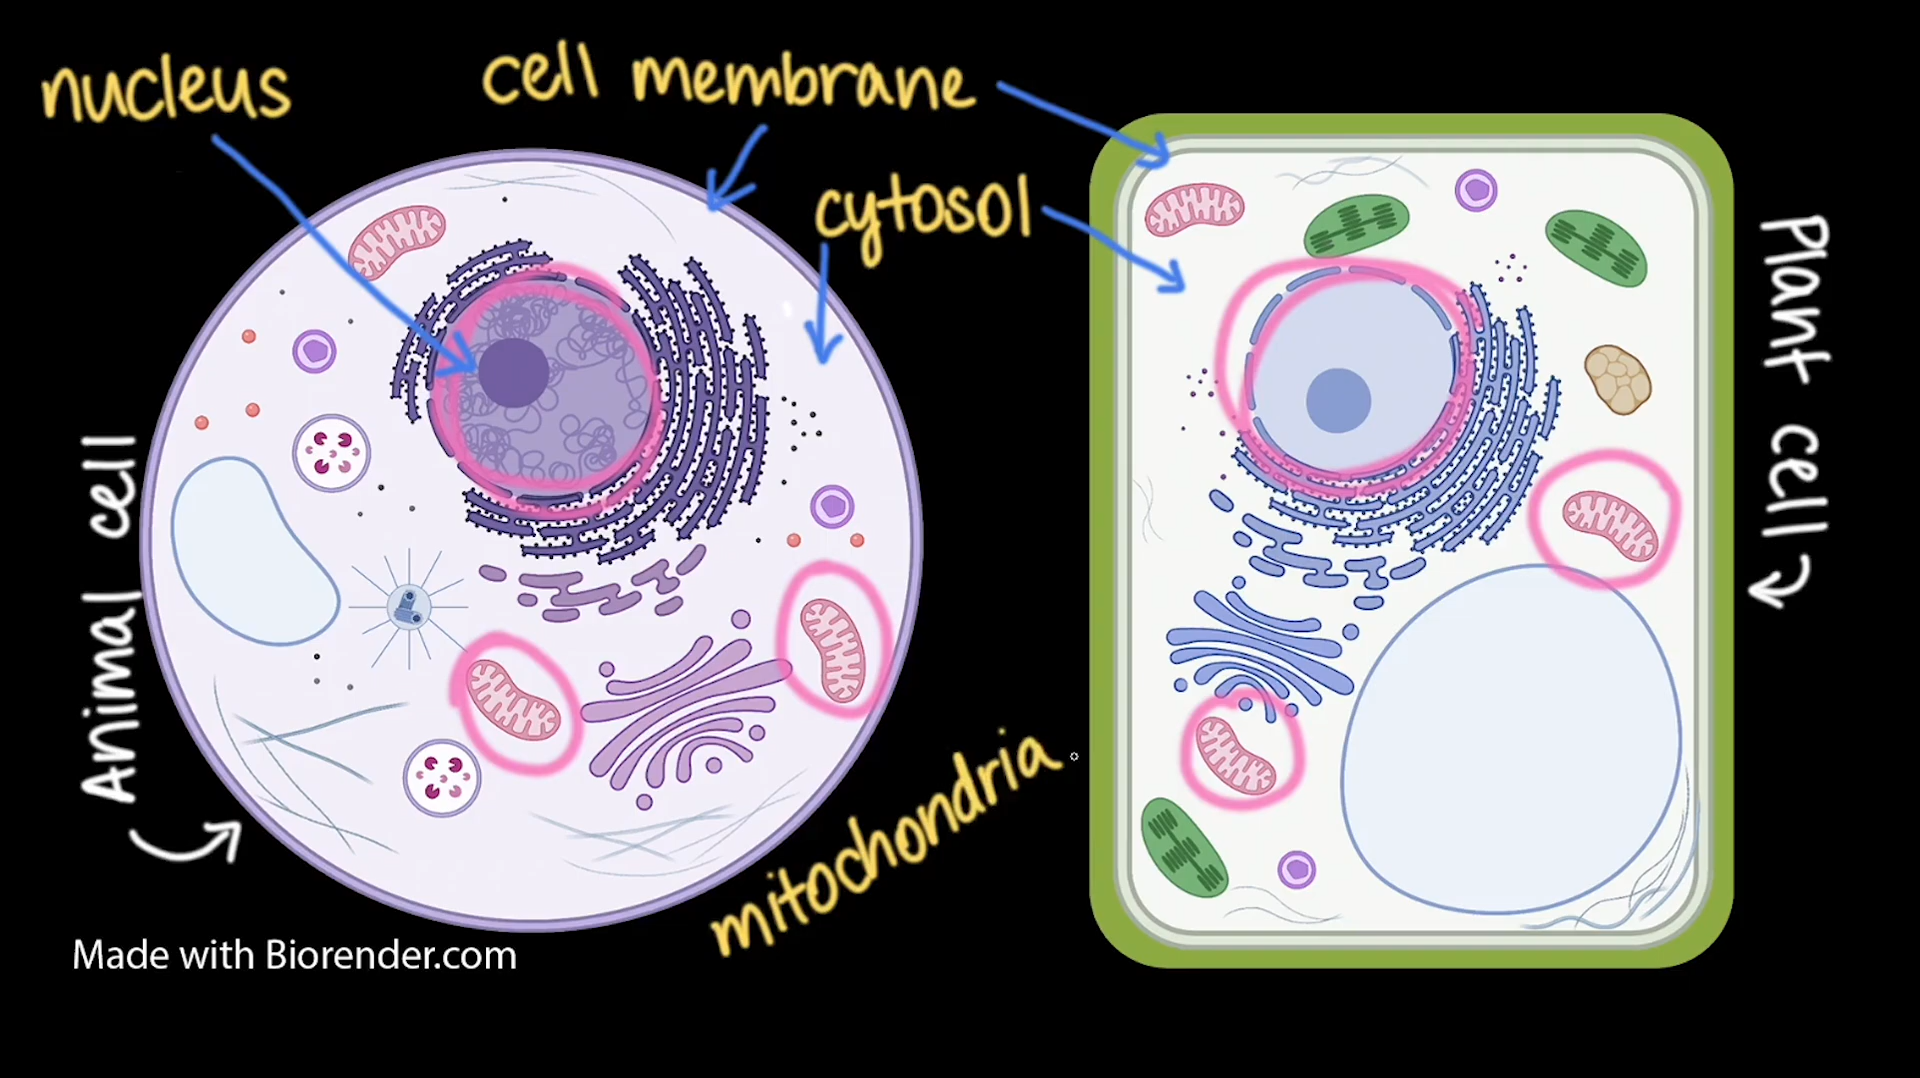 nucleus
cell membrane
cytosol
Animal cell
Plant cell
mitochondria
Made with Biorender.com